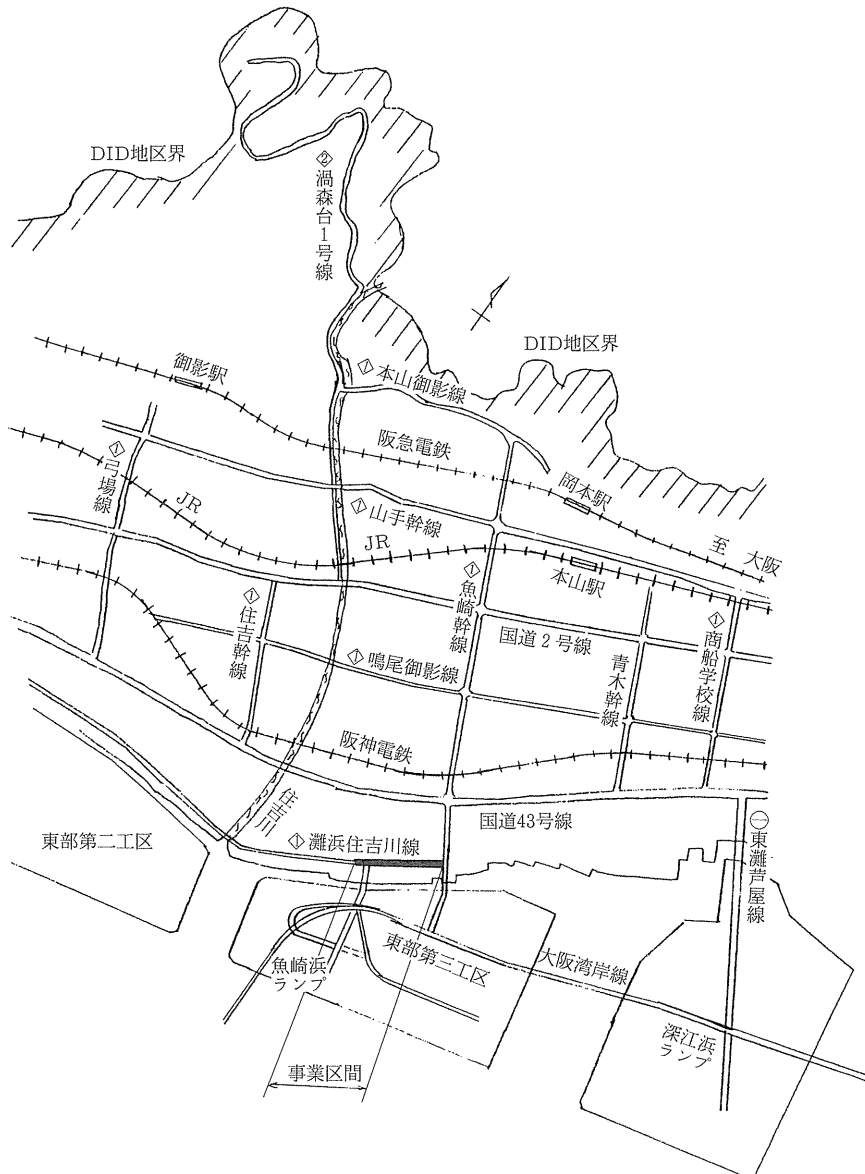 DID地区界
②渦森台1号線
DID地区界
御影駅
①本山御影線
阪急電鉄
岡本駅
①弓場線
JR
①山手幹線
JR
至 大阪
本山駅
①魚崎幹線
①住吉幹線
国道2号線
①商船学校線
①鳴尾御影線
青木幹線
阪神電鉄
住吉川
国道43号線
東部第二工区
①灘浜住吉川線
㊀東灘芦屋線
東部第三工区
大阪湾岸線
魚崎浜
ランプ
深江浜
ランプ
事業区間